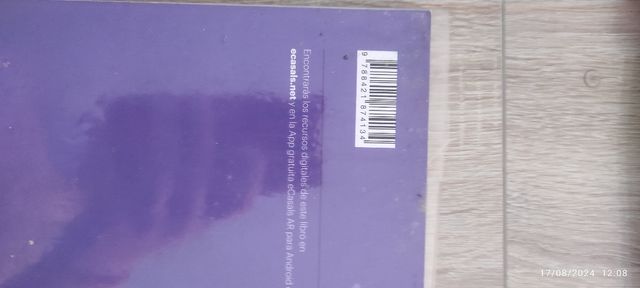 Encontrarás los recursos digitales de este libro en
ecasals.net y en la App gratuita eCasals AR para Android
9 788421 874134
17/08/2024 12:08